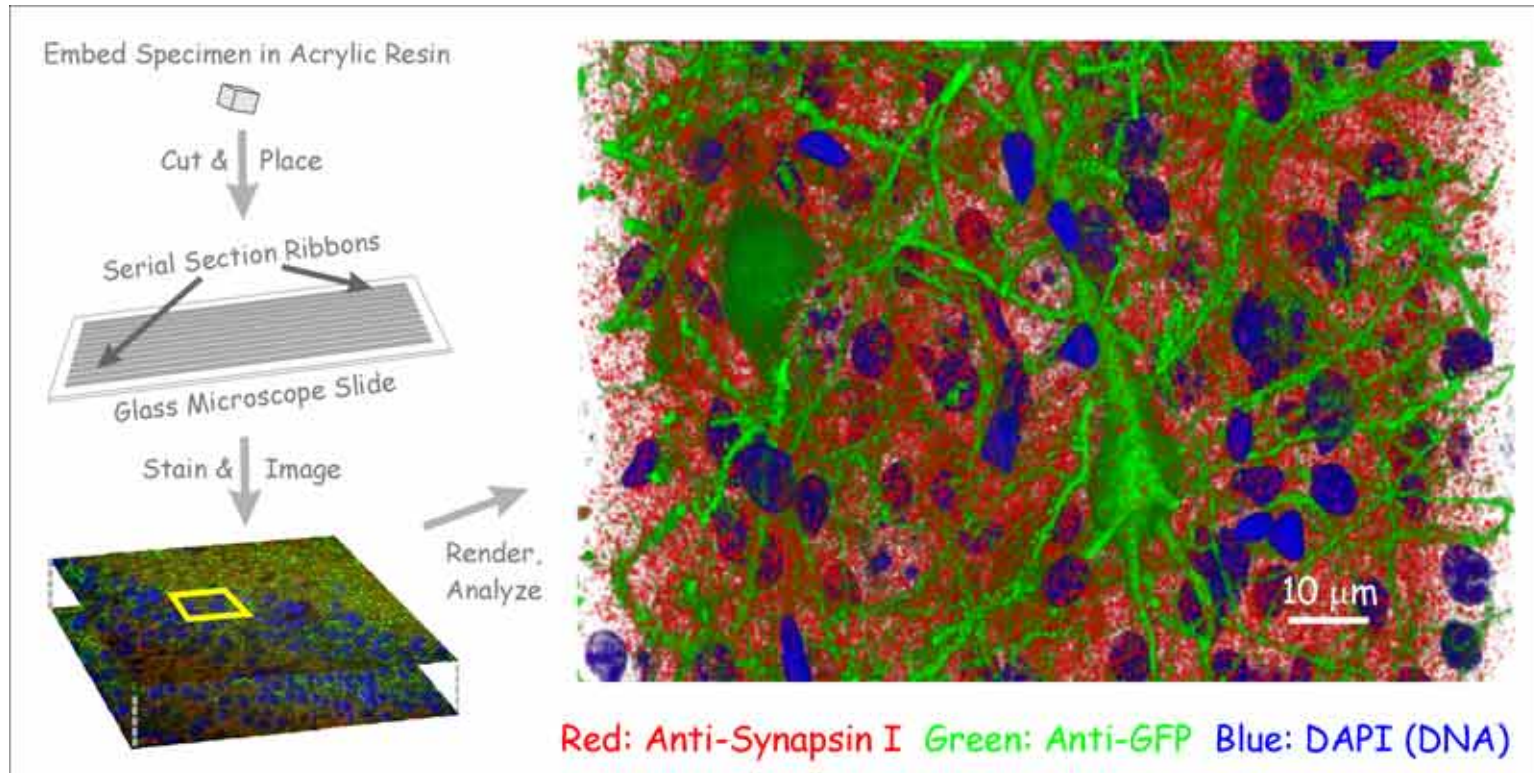 Embed Specimen in Acrylic Resin
Cut & Place
Serial Section Ribbons
Glass Microscope Slide
Stain & Image
Render,
Analyze
10 μm
Red: Anti-Synapsin I Green: Anti-GFP Blue: DAPI (DNA)